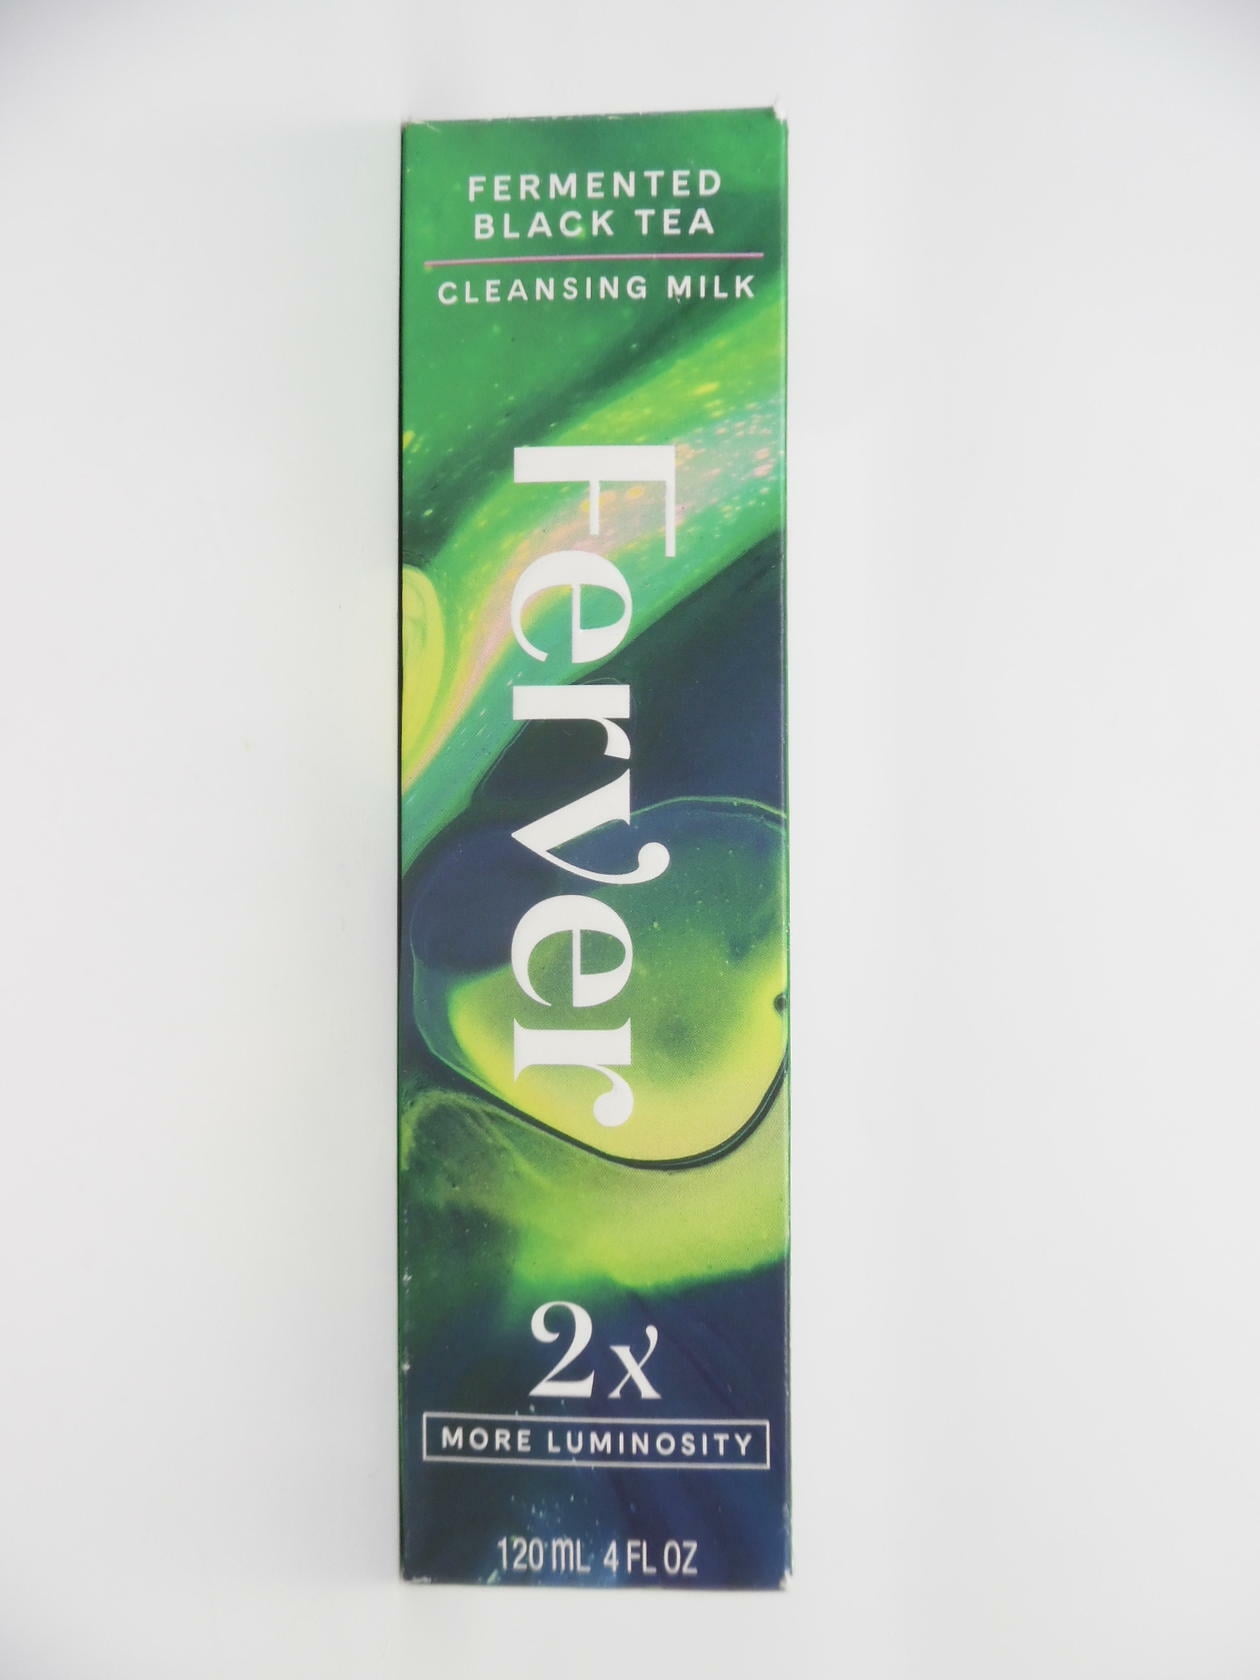 FERMENTED
BLACK TEA
CLEANSING MILK
Ferver
2x
MORE LUMINOSITY
120 mL 4 FL OZ